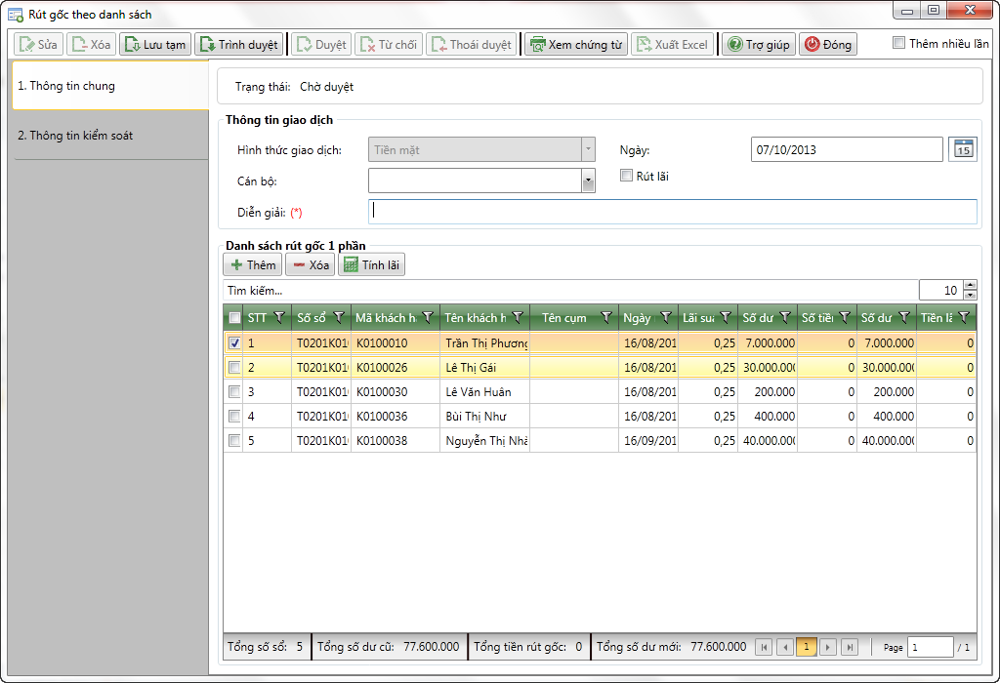 Rút gốc theo danh sách
Sửa Xóa Lưu tạm Trình duyệt Duyệt Từ chối Thoái duyệt Xem chứng từ Xuất Excel Trợ giúp Đóng Thêm nhiều lần
1. Thông tin chung
2. Thông tin kiểm soát
Trạng thái: Chờ duyệt
Thông tin giao dịch
Hình thức giao dịch: Tiền mặt Ngày: 07/10/2013 15
Cán bộ: Rút lãi
Diễn giải: (*)
Danh sách rút gốc 1 phần
Thêm Xóa Tính lãi
Tìm kiếm... 10
STT Số sổ Mã khách h Tên khách h Tên cụm Ngày Lãi suấ Số dư Số tiền Số dư Tiền lã
1 T0201K01 K0100010 Trần Thị Phương 16/08/201 0,25 7.000.000 0 7.000.000 0
2 T0201K01 K0100026 Lê Thị Gái 16/08/201 0,25 30.000.000 0 30.000.000 0
3 T0201K01 K0100030 Lê Văn Huân 16/08/201 0,25 200.000 0 200.000 0
4 T0201K01 K0100036 Bùi Thị Như 16/08/201 0,25 400.000 0 400.000 0
5 T0201K01 K0100038 Nguyễn Thị Nhà 16/09/201 0,25 40.000.000 0 40.000.000 0
Tổng số sổ: 5 Tổng số dư cũ: 77.600.000 Tổng tiền rút gốc: 0 Tổng số dư mới: 77.600.000 1 Page 1 / 1